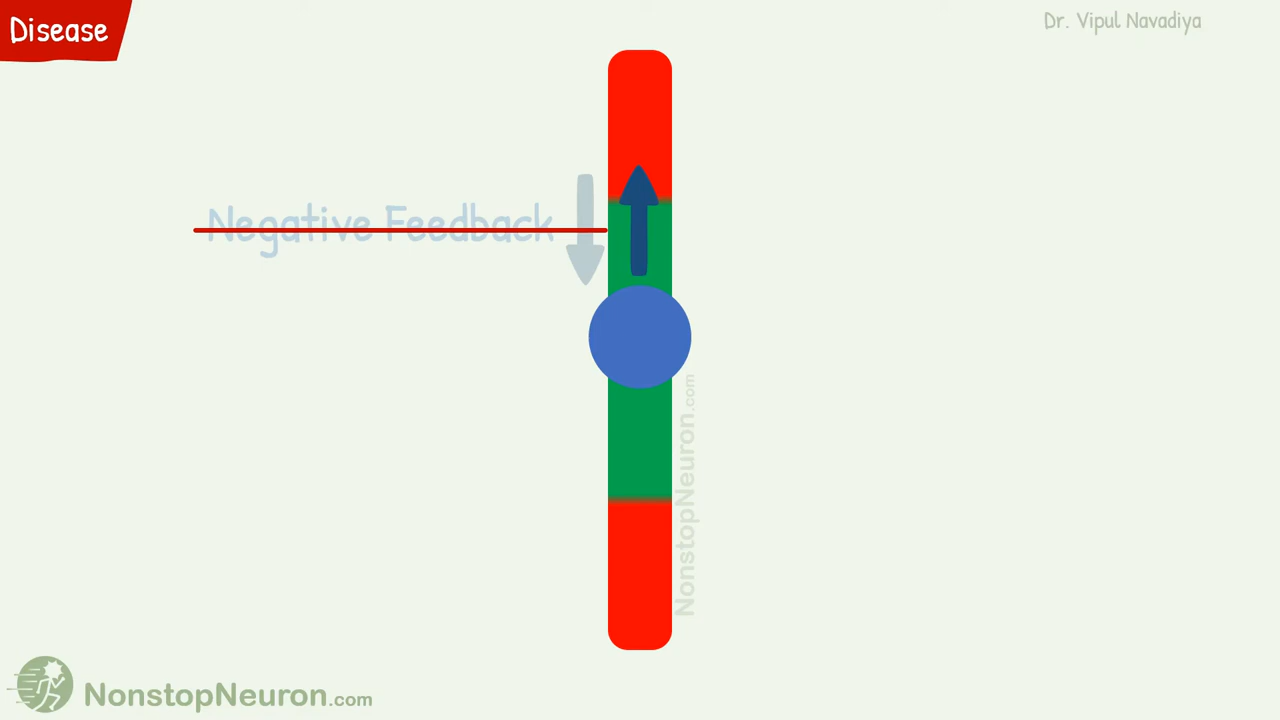 Disease
Dr. Vipul Navadiya
Negative Feedback
NonstopNeuron.com
NonstopNeuron.com